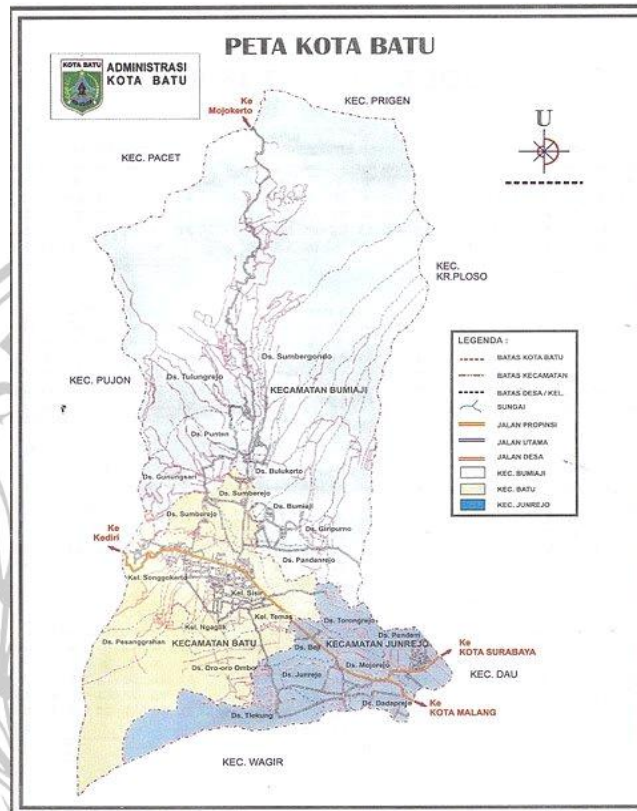 PETA KOTA BATU
KOTA BATU
ADMINISTRASI
KOTA BATU
Ke
Mojokerto
KEC. PRIGEN
U
KEC. PACET
KEC.
KR.PLOSO
LEGENDA :
BATAS KOTA BATU
BATAS KECAMATAN
BATAS DESA / KEL.
SUNGAI
JALAN PROPINSI
JALAN UTAMA
JALAN DESA
KEC. BUMIAJI
KEC. BATU
KEC. JUNREJO
Ds. Sumbergondo
KEC. PUJON
Ds. Tulungrejo
KECAMATAN BUMIAJI
Ds. Punten
Ds. Bulukerto
Ds. Gunungsari
Ds. Sumberejo
Ds. Sumberejo
Ds. Bumiaji
Ds. Giripurno
Ke
Kediri
Ds. Pandanrejo
Kel. Songgokerto
Kel. Sisir
Kel. Ngaglik
Kel. Temas
Ds. Torongrejo
Ds. Pendem
Ds. Pesanggrahan
KECAMATAN BATU
KECAMATAN JUNREJO
Ke
KOTA SURABAYA
Ds. Beji
Ds. Oro-oro Ombo
Ds. Junrejo
Ds. Mojorejo
KEC. DAU
Ds. Dadaprejo
Ke
KOTA MALANG
Ds. Tlekung
KEC. WAGIR